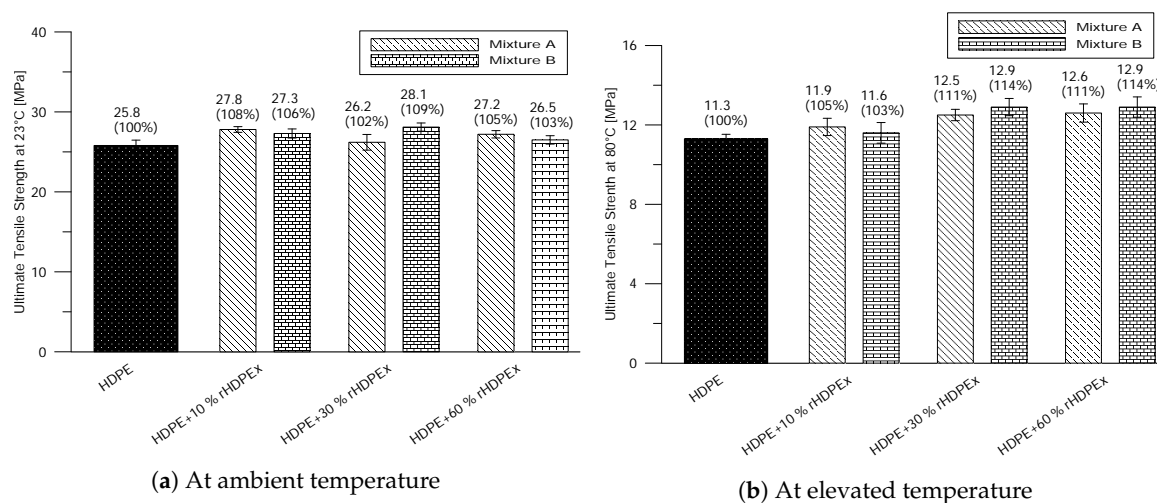 Ultimate Tensile Strength at 23°C [MPa]
40
30
20
10
0
Mixture A
Mixture B
25.8
(100%)
27.8
(108%)
27.3
(106%)
26.2
(102%)
28.1
(109%)
27.2
(105%)
26.5
(103%)
HDPE
HDPE+10 % rHDPEx
HDPE+30 % rHDPEx
HDPE+60 % rHDPEx
(a) At ambient temperature
Ultimate Tensile Strenth at 80°C [MPa]
16
12
8
4
0
Mixture A
Mixture B
11.3
(100%)
11.9
(105%)
11.6
(103%)
12.5
(111%)
12.9
(114%)
12.6
(111%)
12.9
(114%)
HDPE
HDPE+10 % rHDPEx
HDPE+30 % rHDPEx
HDPE+60 % rHDPEx
(b) At elevated temperature